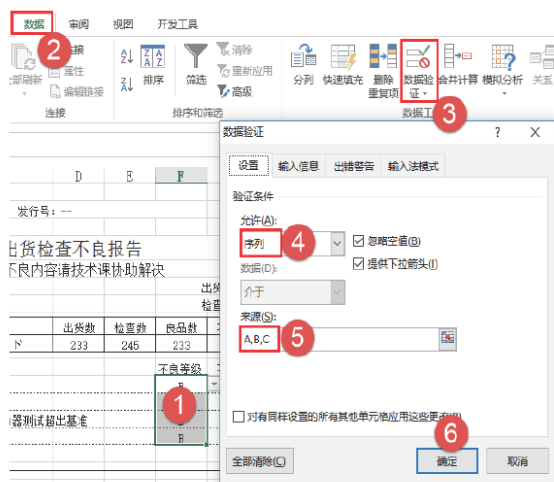 数据 审阅 视图 开发工具
2
清除
全部刷新 属性 排序 筛选 重新应用 分列 快速填充 删除 重复项 数据验证 合并计算 模拟分析 关系
编辑链接 高级
连接 排序和筛选 数据工
3
数据验证 ? ×
D E F
设置 输入信息 出错警告 输入法模式
验证条件
发行号：--
允许(A):
序列 4 忽略空值(B)
提供下拉箭头(I)
出货检查不良报告
不良内容请技术课协助解决
数据(D):
介于
出货
检查
来源(S):
A,B,C 5
出货数 检查数 良品数
ド 233 245 233
不良等级
B
1
器测试超出基准
B
对有同样设置的所有其他单元格应用这些更改(P)
6
全部清除(C) 确定 取消